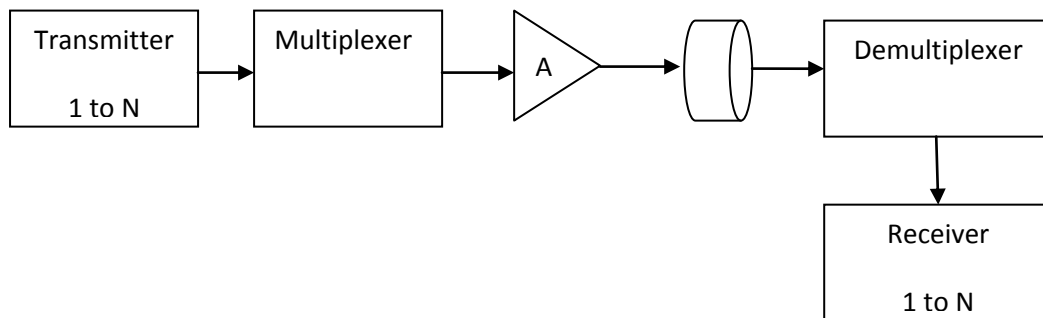 Transmitter
1 to N
Multiplexer
A
Demultiplexer
Receiver
1 to N